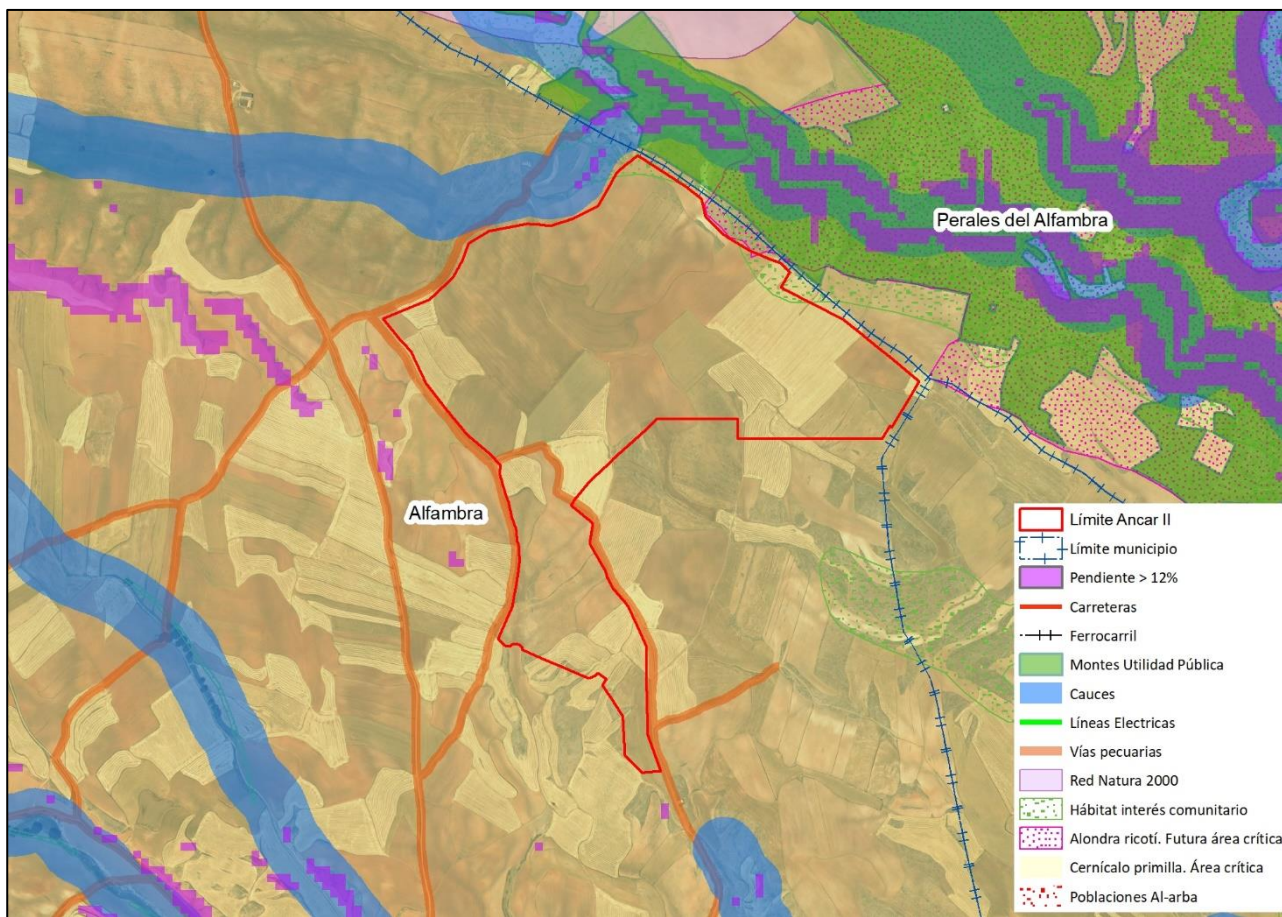 Perales del Alfambra
Alfambra
Límite Ancar II
Límite municipio
Pendiente > 12%
Carreteras
Ferrocarril
Montes Utilidad Pública
Cauces
Líneas Electricas
Vías pecuarias
Red Natura 2000
Hábitat interés comunitario
Alondra ricotí. Futura área crítica
Cernícalo primilla. Área crítica
Poblaciones Al-arba